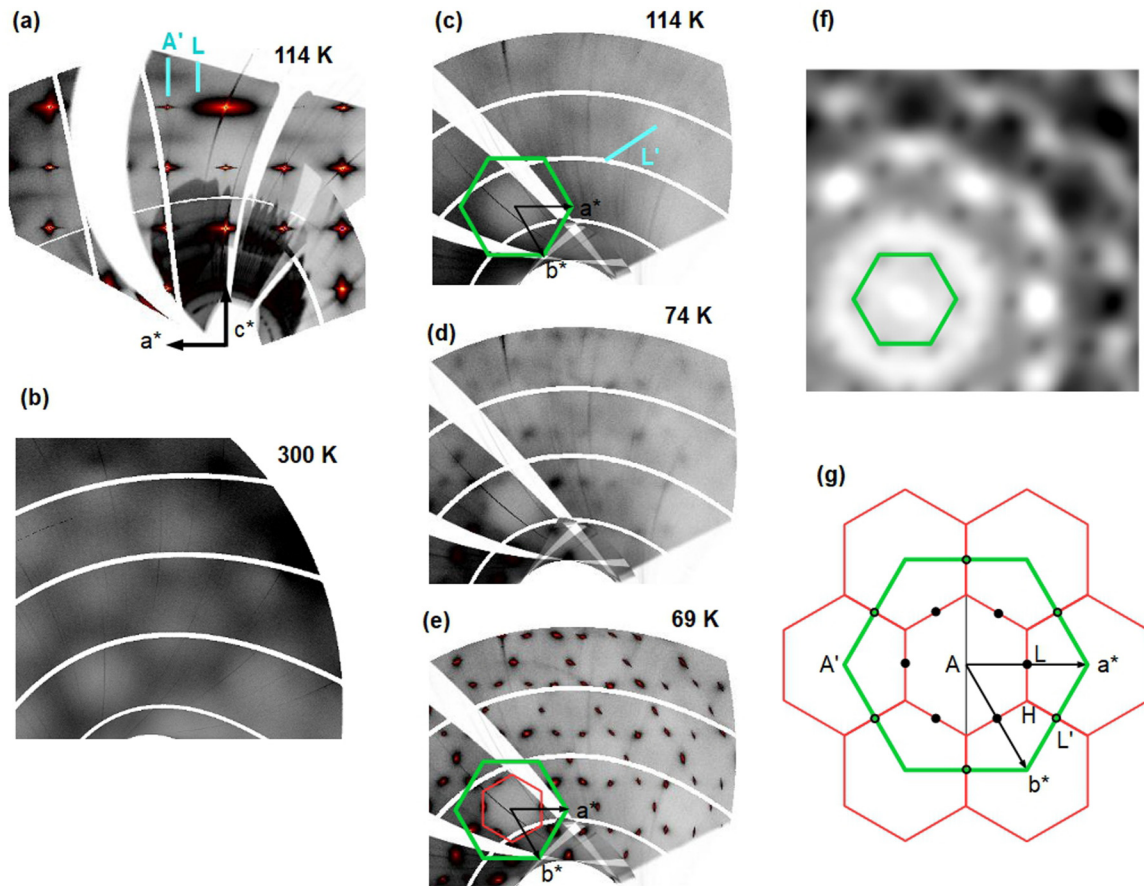 (a)
A'
L
114 K
a*
c*
(b)
300 K
(c)
114 K
L'
a*
b*
(d)
74 K
(e)
69 K
a*
b*
(f)
(g)
A'
A
L
a*
H
L'
b*